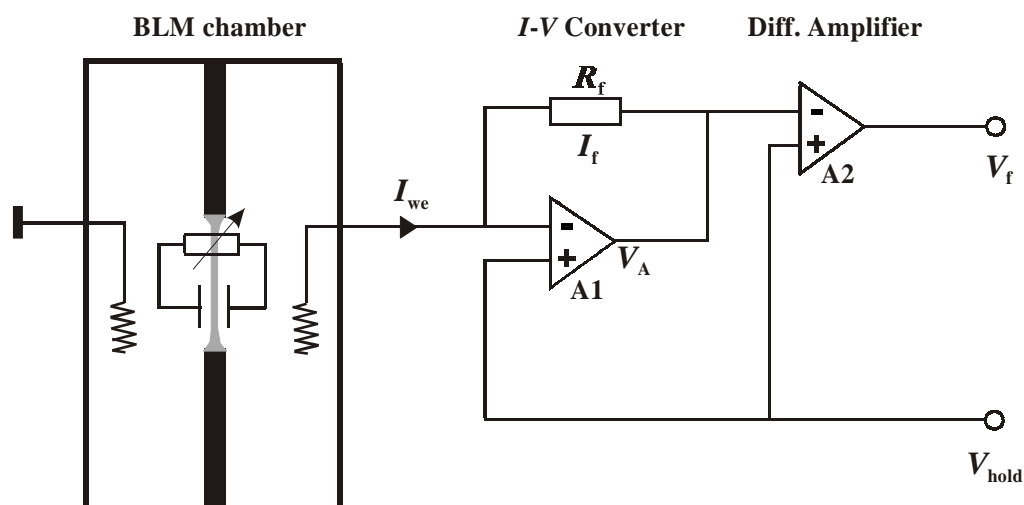 BLM chamber
I-V Converter
Diff. Amplifier
Rf
If
Iwe
-
+
A1
VA
-
+
A2
Vf
Vhold